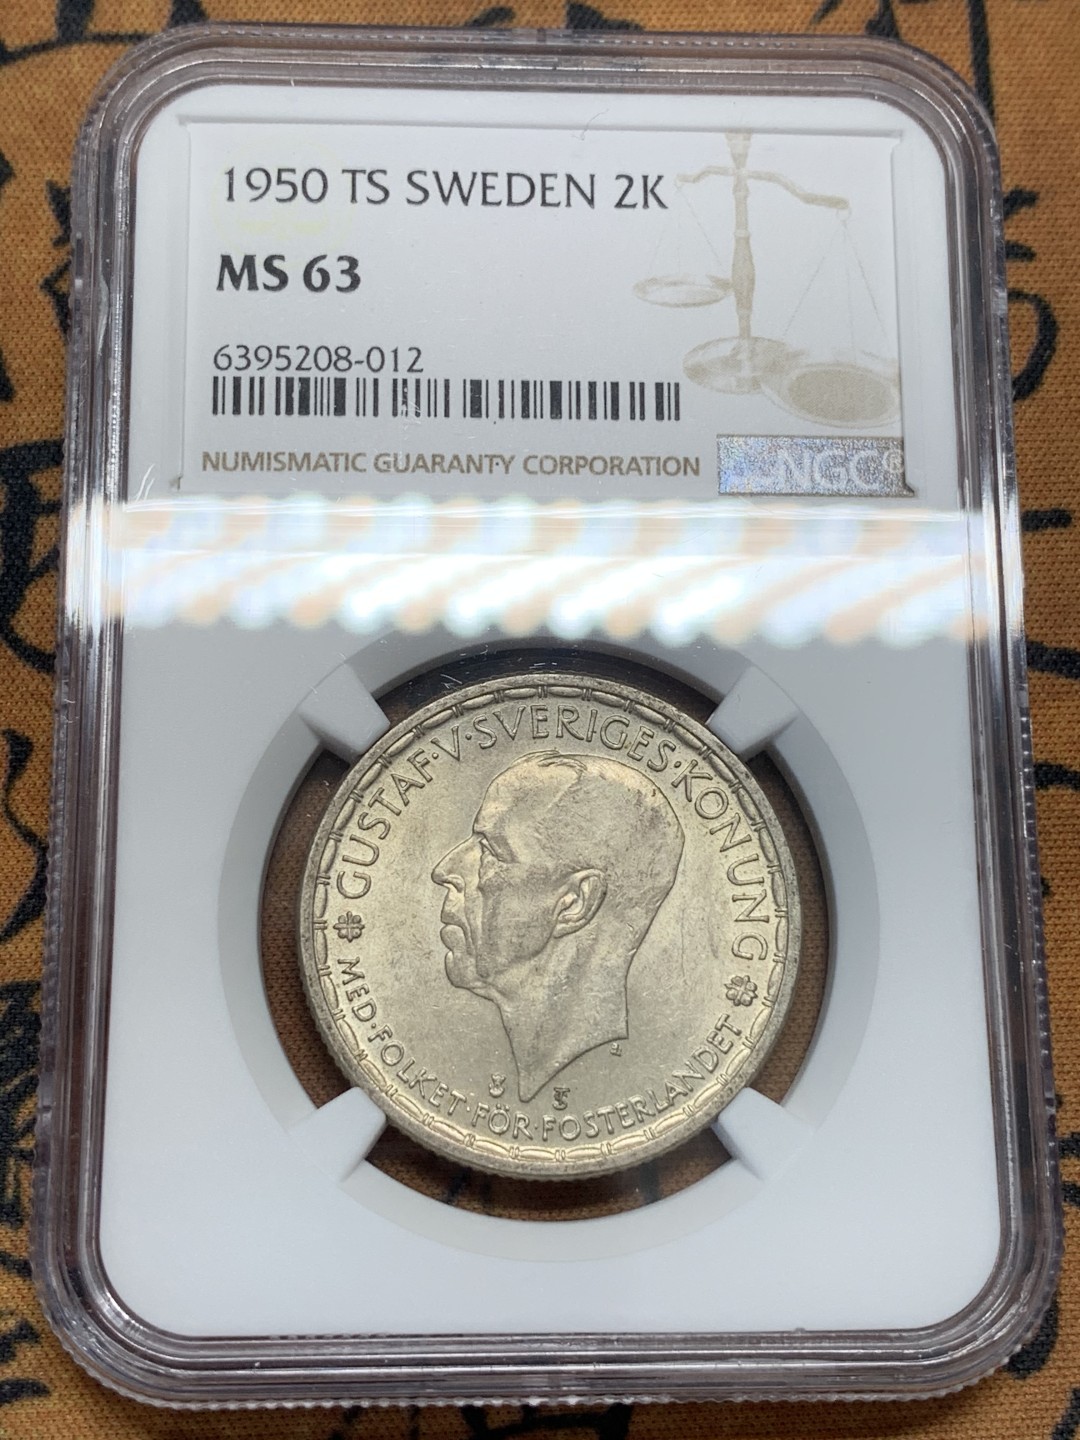 1950 TS SWEDEN 2K
MS 63
6395208-012
NUMISMATIC GUARANTY CORPORATION
NGC®
GUSTAF·V·SVERIGES·KONUNG
MED·FOLKET·FÖR·FOSTERLANDET
TS